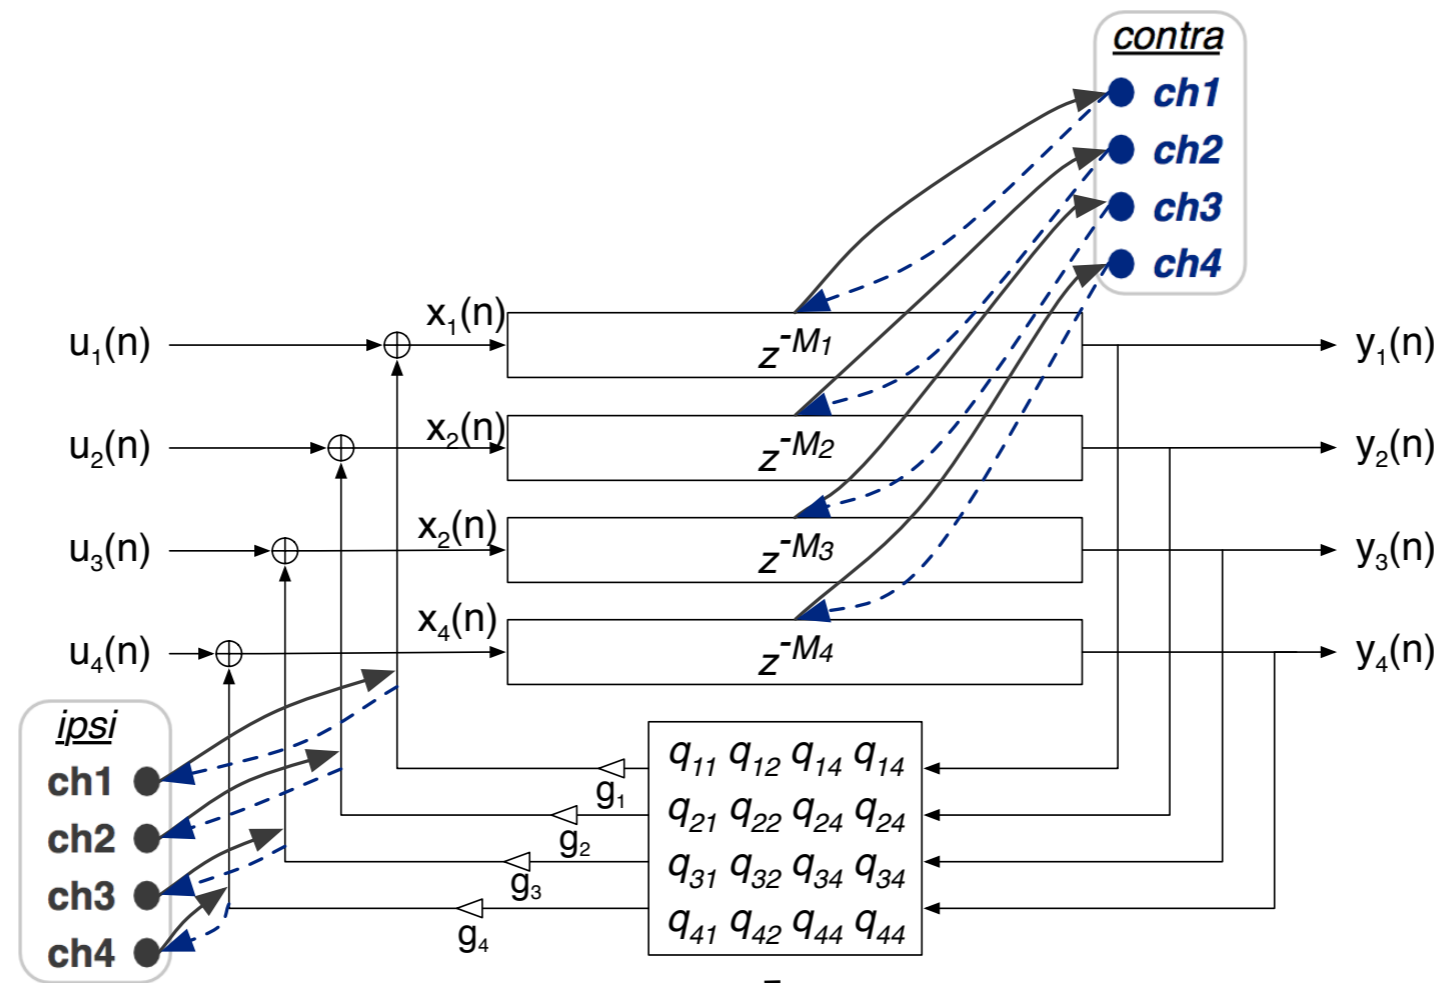 contra
ch1
ch2
ch3
ch4
u₁(n) x₁(n) z⁻ᴹ¹ y₁(n)
u₂(n) x₂(n) z⁻ᴹ² y₂(n)
u₃(n) x₂(n) z⁻ᴹ³ y₃(n)
u₄(n) x₄(n) z⁻ᴹ⁴ y₄(n)
ipsi
ch1
ch2
ch3
ch4
g₁
g₂
g₃
g₄
q₁₁ q₁₂ q₁₄ q₁₄
q₂₁ q₂₂ q₂₄ q₂₄
q₃₁ q₃₂ q₃₄ q₃₄
q₄₁ q₄₂ q₄₄ q₄₄